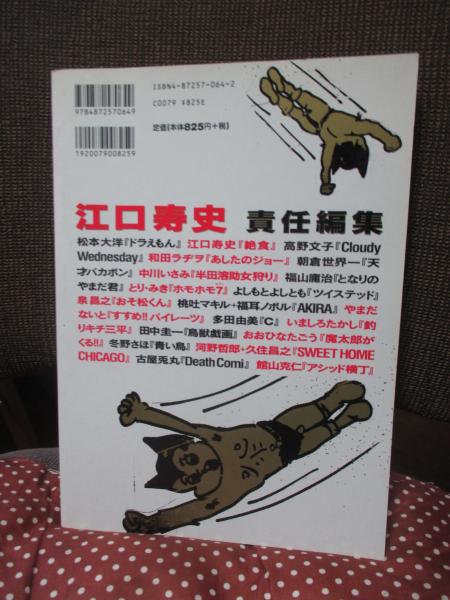 ISBN4-87257-064-2
C0079 ¥825E
9784872570649
定価(本体825円+税)
1920079008259
江口寿史 責任編集
松本大洋『ドラえもん』 江口寿史『絶食』 高野文子『Cloudy
Wednesday』 和田ラヂヲ『あしたのジョー』 朝倉世界一『天
才バカボン』 中川いさみ『半田溶助女狩り』 福山庸治『となりの
やまだ君』 とり・みき『ホモホモ7』 よしもとよしとも『ツイステッド』
泉昌之『おそ松くん』 桃吐マキル+福耳ノボル『AKIRA』 やまだ
ないと『すすめ!!パイレーツ』 多田由美『C』 いましろたかし『釣
りキチ三平』 田中圭一『鳥獣戯画』 おおひなたごう『魔太郎が
くる!!』 冬野さほ『青い鳥』 河野哲郎+久住昌之『SWEET HOME
CHICAGO』 古屋兎丸『Death Comi』 館山克仁『アシッド横丁』